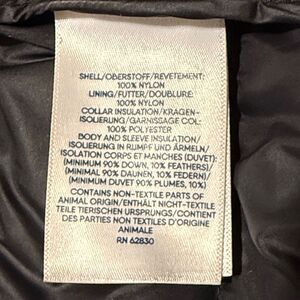 SHELL/OBERSTOFF/REVETEMENT:
100% NYLON
LINING/FUTTER/DOUBLURE:
100% NYLON
COLLAR INSULATION/KRAGEN-
ISOLIERUNG/GARNISSAGE COL:
100% POLYESTER
BODY AND SLEEVE INSULATION/
ISOLIERUNG IN RUMPF UND ÄRMELN/
ISOLATION CORPS ET MANCHES (DUVET):
(MINIMUM 90% DOWN, 10% FEATHERS)/
(MINIMAL 90% DAUNEN, 10% FEDERN)/
(MINIMUM DUVET 90% PLUMES, 10%)
CONTAINS NON-TEXTILE PARTS OF
ANIMAL ORIGIN/ENTHÄLT NICHT-TEXTILE
TEILE TIERISCHEN URSPRUNGS/CONTIENT
DES PARTIES NON TEXTILES D'ORIGINE
ANIMALE
RN 62830